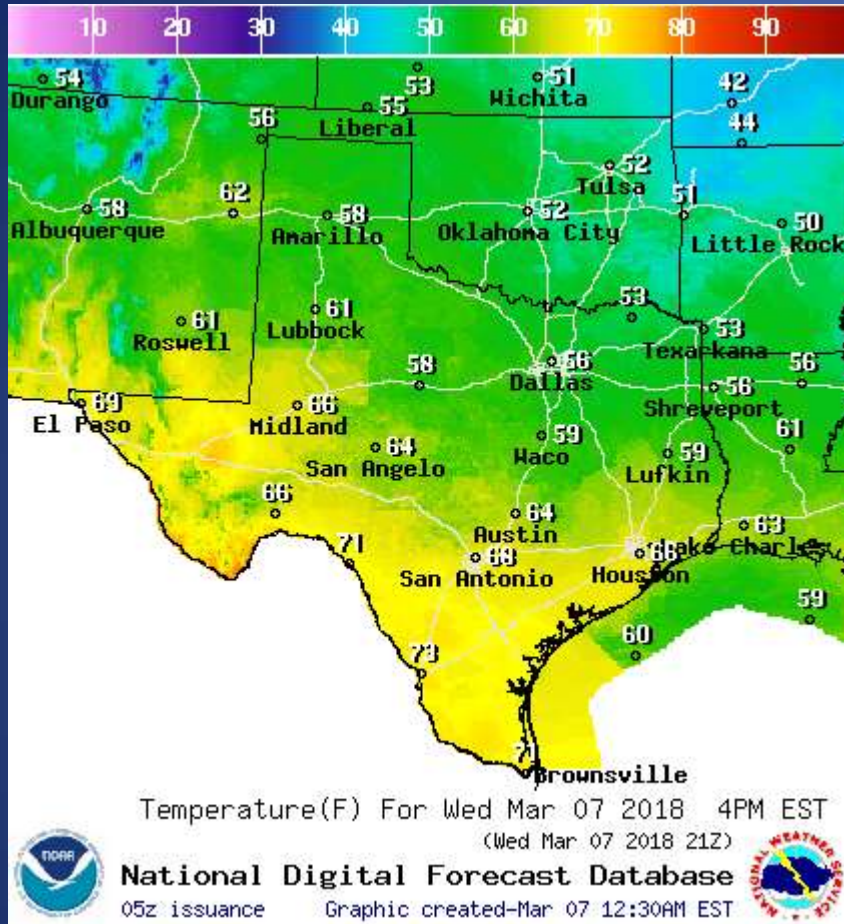 10 20 30 40 50 60 70 80 90
54 53 51 42
Durango 55 Wichita
Liberal
56 44
52
Tulsa
58 62 58 52 51 50
Albuquerque Amarillo Oklahoma City Little Rock
61 61 53 53
Roswell Lubbock Texarkana
58 56 56 56
Dallas
69 66 Shreveport
El Paso Midland
64 59 59 61
San Angelo Waco Lufkin
66 64 63
Austin
71 68 66 Lake Charles
San Antonio Houston
59
73 60
71
Brownsville
Temperature(F) For Wed Mar 07 2018 4PM EST
(Wed Mar 07 2018 21Z)
National Digital Forecast Database
05z issuance Graphic created-Mar 07 12:30AM EST
NOAA
NATIONAL WEATHER SERVICE